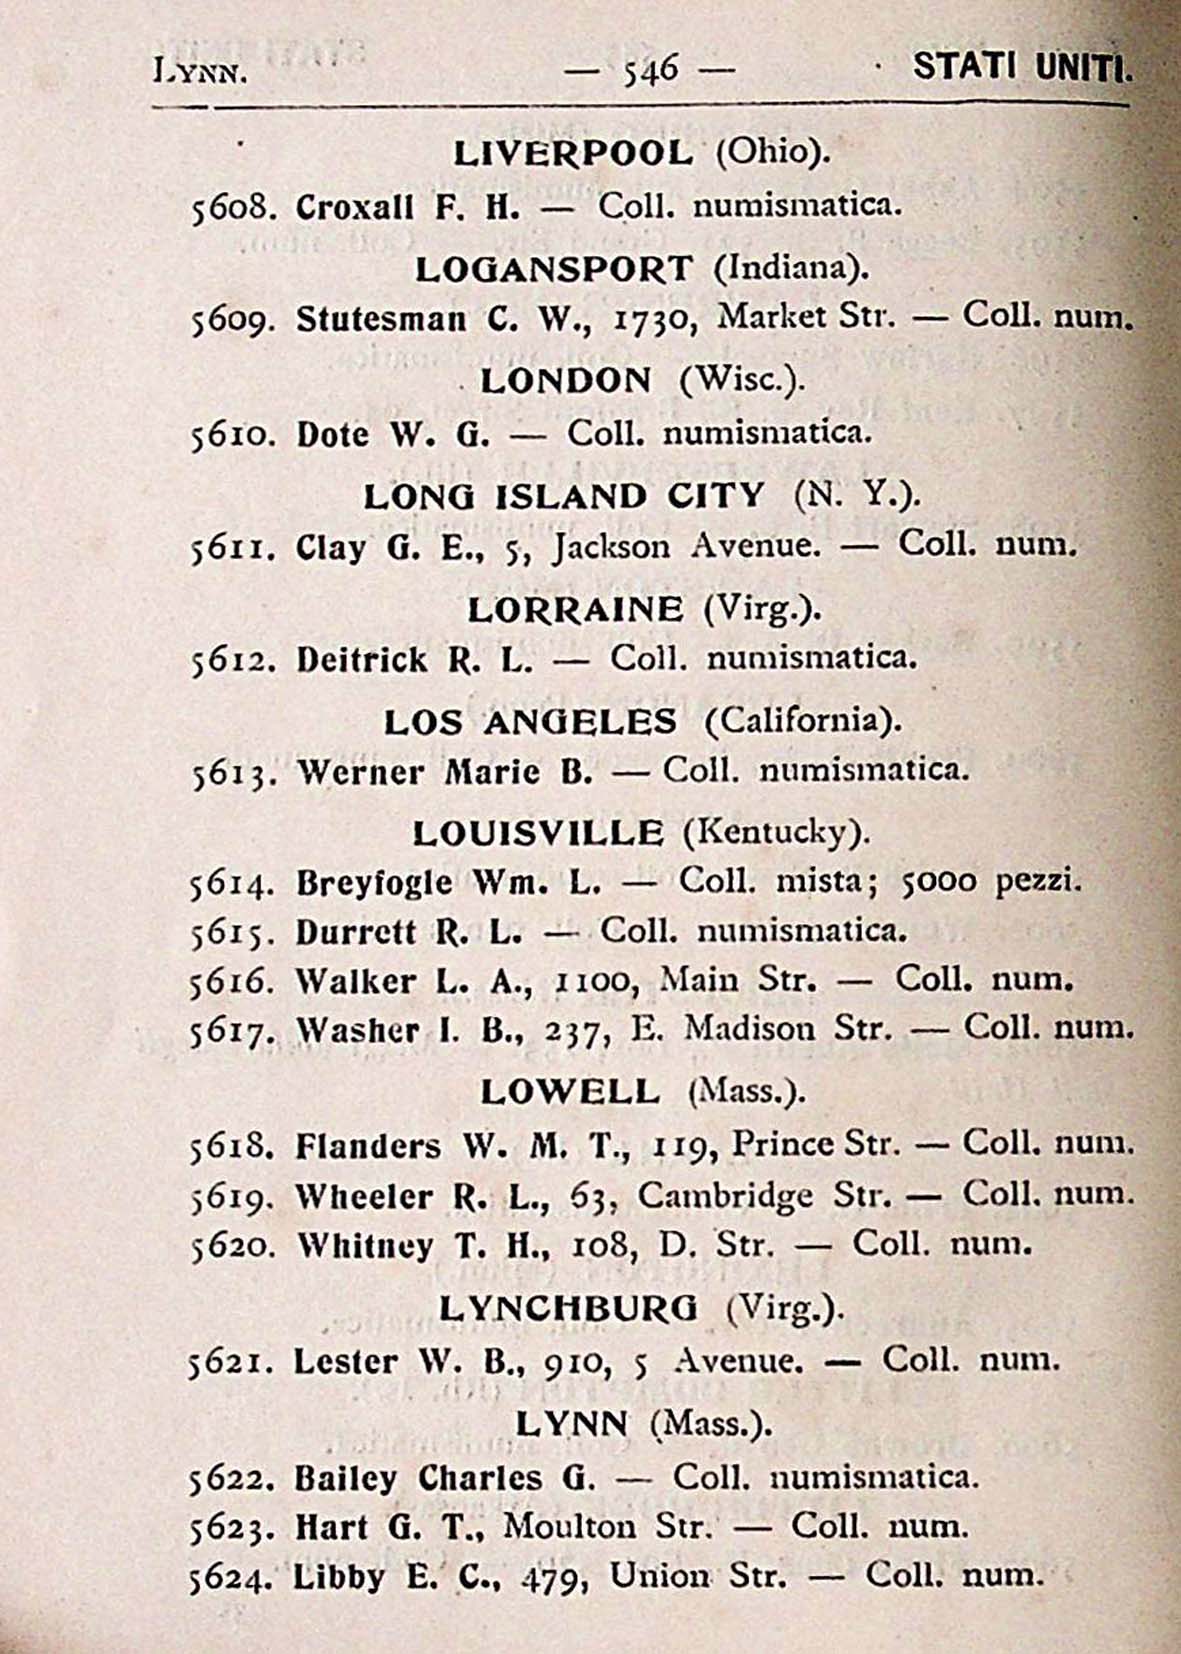 LYNN. — 546 — STATI UNITI.
LIVERPOOL (Ohio).
5608. Croxall F. H. — Coll. numismatica.
LOGANSPORT (Indiana).
5609. Stutesman C. W., 1730, Market Str. — Coll. num.
LONDON (Wisc.).
5610. Dote W. G. — Coll. numismatica.
LONG ISLAND CITY (N. Y.).
5611. Clay G. E., 5, Jackson Avenue. — Coll. num.
LORRAINE (Virg.).
5612. Deitrick R. L. — Coll. numismatica.
LOS ANGELES (California).
5613. Werner Marie B. — Coll. numismatica.
LOUISVILLE (Kentucky).
5614. Breyfogle Wm. L. — Coll. mista; 5000 pezzi.
5615. Durrett R. L. — Coll. numismatica.
5616. Walker L. A., 1100, Main Str. — Coll. num.
5617. Washer I. B., 237, E. Madison Str. — Coll. num.
LOWELL (Mass.).
5618. Flanders W. M. T., 119, Prince Str. — Coll. num.
5619. Wheeler R. L., 63, Cambridge Str. — Coll. num.
5620. Whitney T. H., 108, D. Str. — Coll. num.
LYNCHBURG (Virg.).
5621. Lester W. B., 910, 5 Avenue. — Coll. num.
LYNN (Mass.).
5622. Bailey Charles G. — Coll. numismatica.
5623. Hart G. T., Moulton Str. — Coll. num.
5624. Libby E. C., 479, Union Str. — Coll. num.